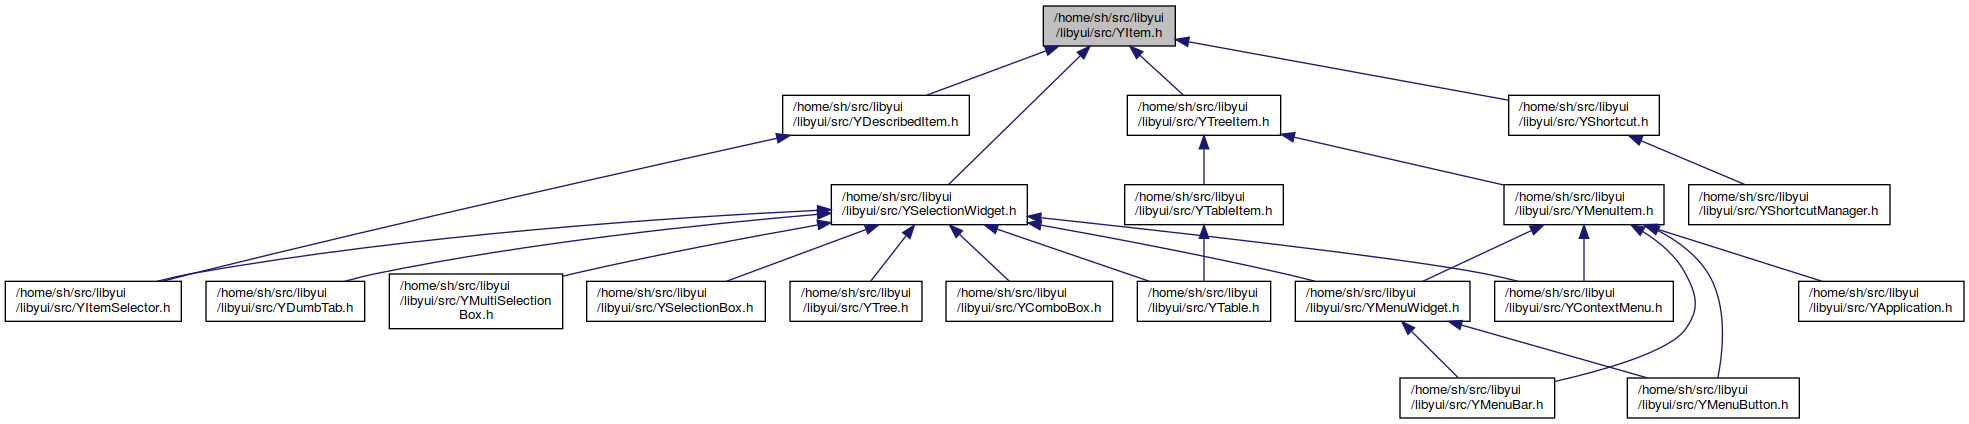 /home/sh/src/libyui
/libyui/src/YItem.h
/home/sh/src/libyui
/libyui/src/YDescribedItem.h
/home/sh/src/libyui
/libyui/src/YTreeItem.h
/home/sh/src/libyui
/libyui/src/YShortcut.h
/home/sh/src/libyui
/libyui/src/YSelectionWidget.h
/home/sh/src/libyui
/libyui/src/YTableItem.h
/home/sh/src/libyui
/libyui/src/YMenuItem.h
/home/sh/src/libyui
/libyui/src/YShortcutManager.h
/home/sh/src/libyui
/libyui/src/YItemSelector.h
/home/sh/src/libyui
/libyui/src/YDumbTab.h
/home/sh/src/libyui
/libyui/src/YMultiSelection
Box.h
/home/sh/src/libyui
/libyui/src/YSelectionBox.h
/home/sh/src/libyui
/libyui/src/YTree.h
/home/sh/src/libyui
/libyui/src/YComboBox.h
/home/sh/src/libyui
/libyui/src/YTable.h
/home/sh/src/libyui
/libyui/src/YMenuWidget.h
/home/sh/src/libyui
/libyui/src/YContextMenu.h
/home/sh/src/libyui
/libyui/src/YApplication.h
/home/sh/src/libyui
/libyui/src/YMenuBar.h
/home/sh/src/libyui
/libyui/src/YMenuButton.h